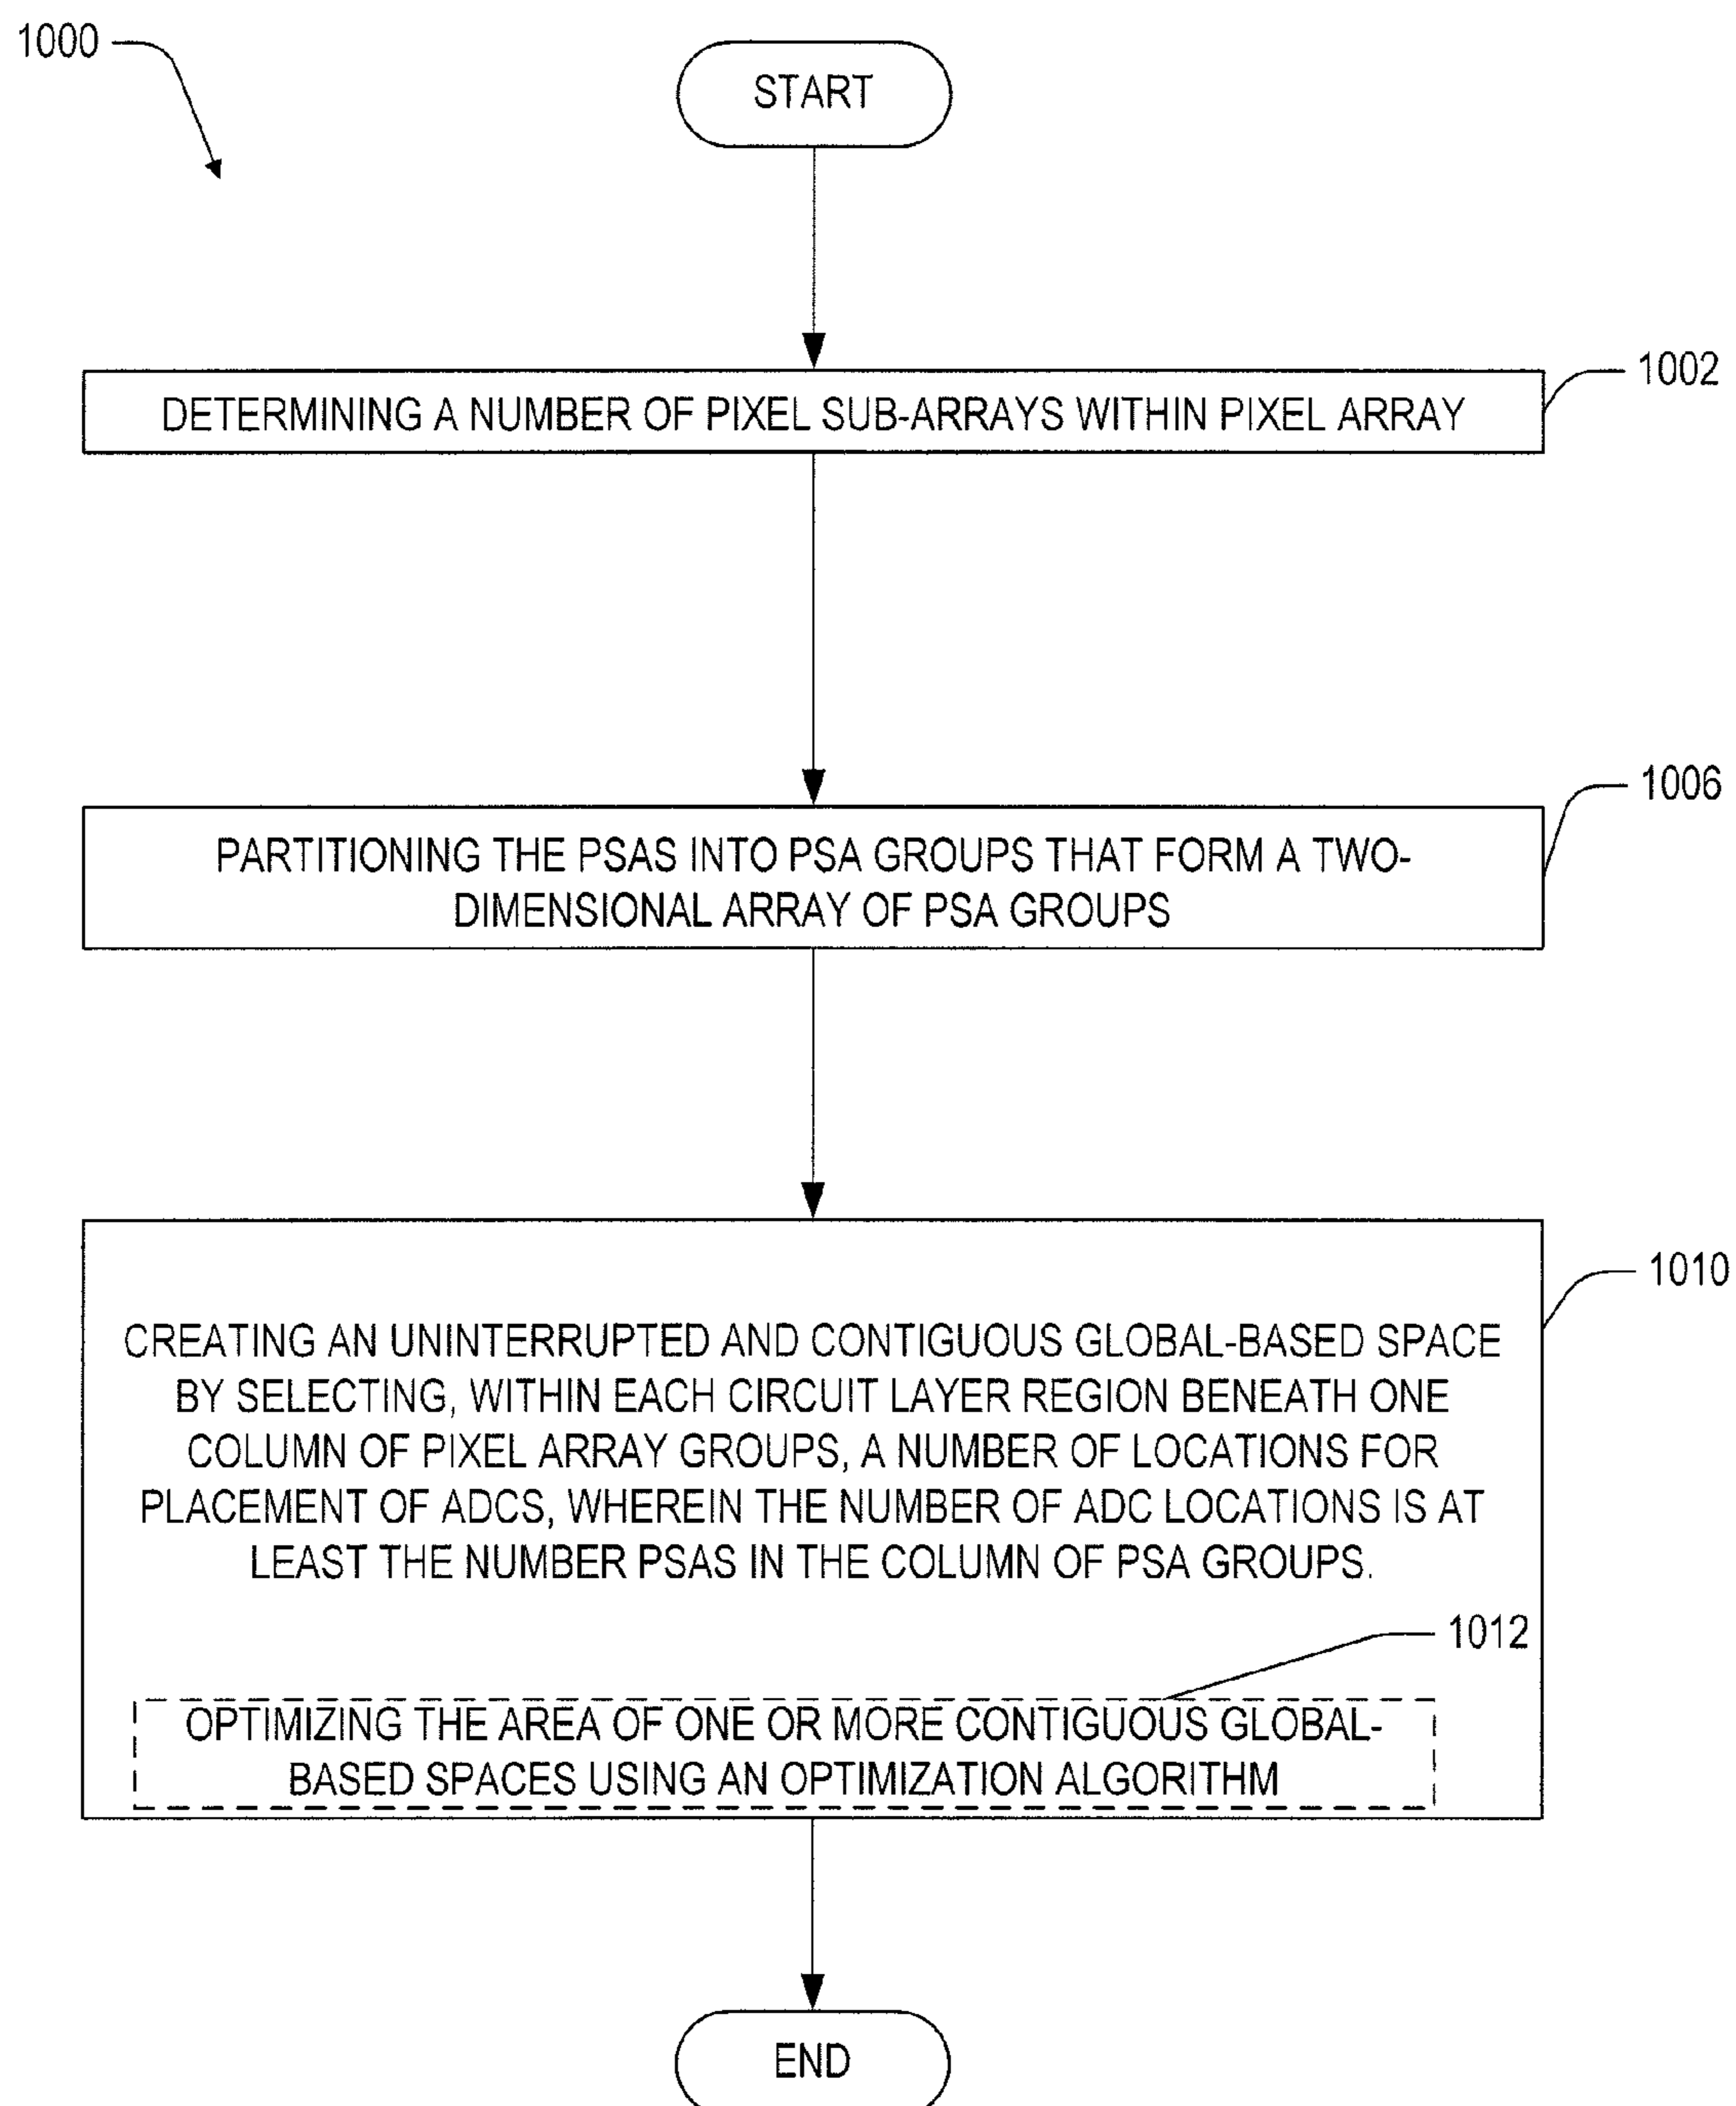 1000
START
1002
DETERMINING A NUMBER OF PIXEL SUB-ARRAYS WITHIN PIXEL ARRAY
1006
PARTITIONING THE PSAS INTO PSA GROUPS THAT FORM A TWO-
DIMENSIONAL ARRAY OF PSA GROUPS
1010
CREATING AN UNINTERRUPTED AND CONTIGUOUS GLOBAL-BASED SPACE
BY SELECTING, WITHIN EACH CIRCUIT LAYER REGION BENEATH ONE
COLUMN OF PIXEL ARRAY GROUPS, A NUMBER OF LOCATIONS FOR
PLACEMENT OF ADCS, WHEREIN THE NUMBER OF ADC LOCATIONS IS AT
LEAST THE NUMBER PSAS IN THE COLUMN OF PSA GROUPS.
1012
OPTIMIZING THE AREA OF ONE OR MORE CONTIGUOUS GLOBAL-
BASED SPACES USING AN OPTIMIZATION ALGORITHM
END